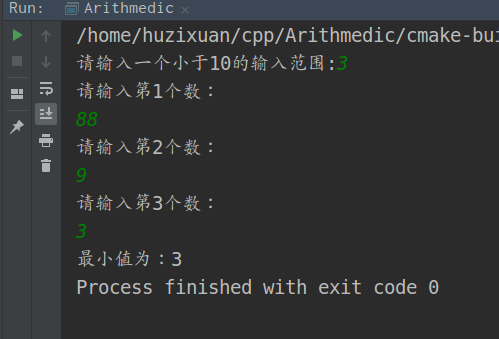 Run: Arithmedic
/home/huzixuan/cpp/Arithmedic/cmake-bui
请输入一个小于10的输入范围:3
请输入第1个数：
88
请输入第2个数：
9
请输入第3个数：
3
最小值为：3
Process finished with exit code 0